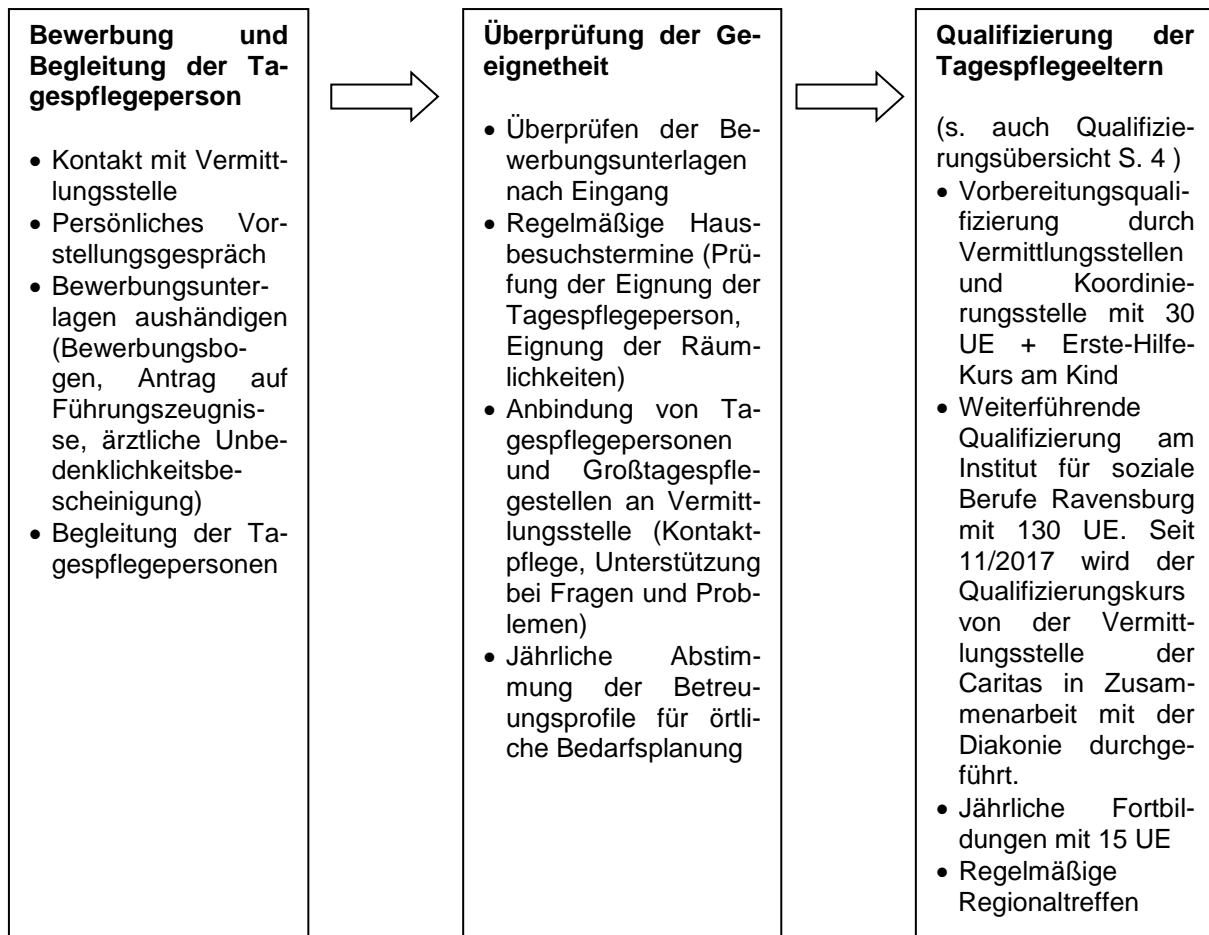 Bewerbung und
Begleitung der Ta-
gespflegeperson
• Kontakt mit Vermitt-
lungsstelle
• Persönliches Vor-
stellungsgespräch
• Bewerbungsunter-
lagen aushändigen
(Bewerbungsbo-
gen, Antrag auf
Führungszeugnis-
se, ärztliche Unbe-
denklichkeitsbe-
scheinigung)
• Begleitung der Ta-
gespflegepersonen
Überprüfung der Ge-
eignetheit
• Überprüfen der Be-
werbungsunterlagen
nach Eingang
• Regelmäßige Haus-
besuchstermine (Prü-
fung der Eignung der
Tagespflegeperson,
Eignung der Räum-
lichkeiten)
• Anbindung von Ta-
gespflegepersonen
und Großtagespfle-
gestellen an Vermitt-
lungsstelle (Kontakt-
pflege, Unterstützung
bei Fragen und Prob-
lemen)
• Jährliche Abstim-
mung der Betreu-
ungsprofile für örtli-
che Bedarfsplanung
Qualifizierung der
Tagespflegeeltern
(s. auch Qualifizie-
rungsübersicht S. 4 )
• Vorbereitungsquali-
fizierung durch
Vermittlungsstellen
und Koordinie-
rungsstelle mit 30
UE + Erste-Hilfe-
Kurs am Kind
• Weiterführende
Qualifizierung am
Institut für soziale
Berufe Ravensburg
mit 130 UE. Seit
11/2017 wird der
Qualifizierungskurs
von der Vermitt-
lungsstelle der
Caritas in Zusam-
menarbeit mit der
Diakonie durchge-
führt.
• Jährliche Fortbil-
dungen mit 15 UE
• Regelmäßige
Regionaltreffen